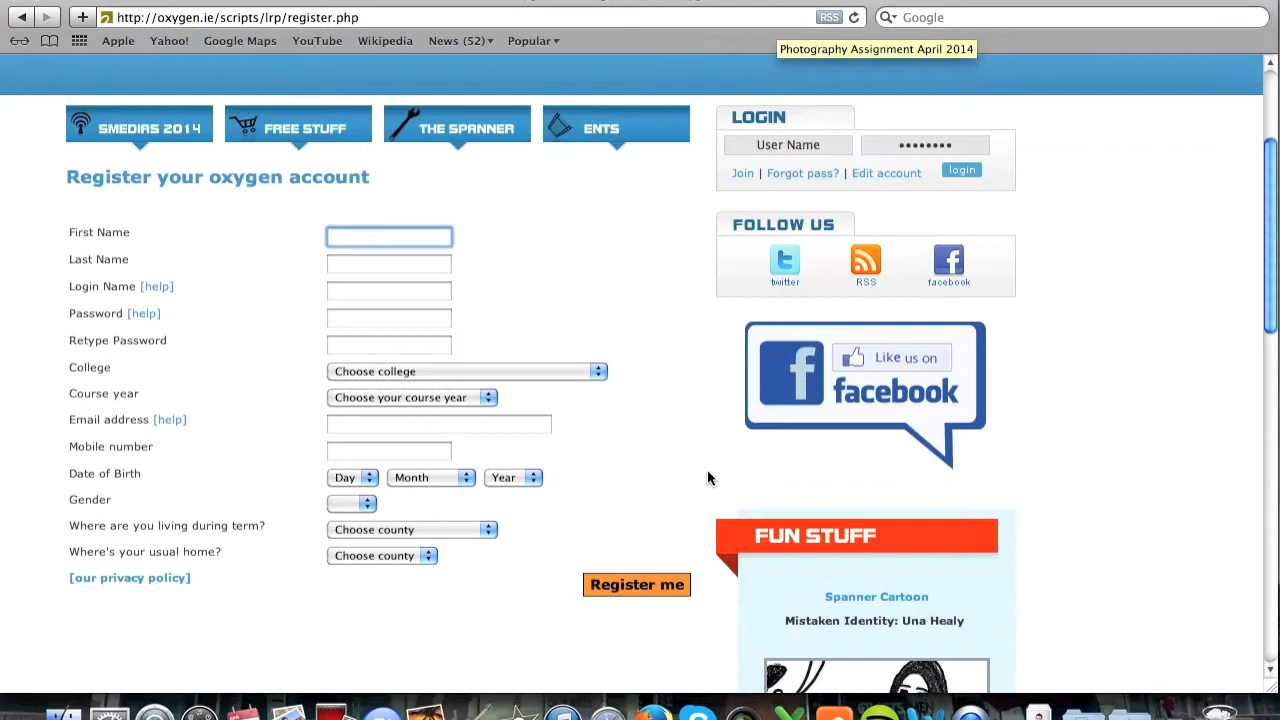 http://oxygen.ie/scripts/lrp/register.php
RSS
Google
Apple
Yahoo!
Google Maps
YouTube
Wikipedia
News (52)
Popular
Photography Assignment April 2014
SMEDIAS 2014
FREE STUFF
THE SPANNER
ENTS
Register your oxygen account
First Name
Last Name
Login Name [help]
Password [help]
Retype Password
College
Choose college
Course year
Choose your course year
Email address [help]
Mobile number
Date of Birth
Day
Month
Year
Gender
Where are you living during term?
Choose county
Where's your usual home?
Choose county
[our privacy policy]
Register me
LOGIN
User Name
••••••••
Join | Forgot pass? | Edit account
login
FOLLOW US
twitter
RSS
facebook
Like us on
facebook
FUN STUFF
Spanner Cartoon
Mistaken Identity: Una Healy